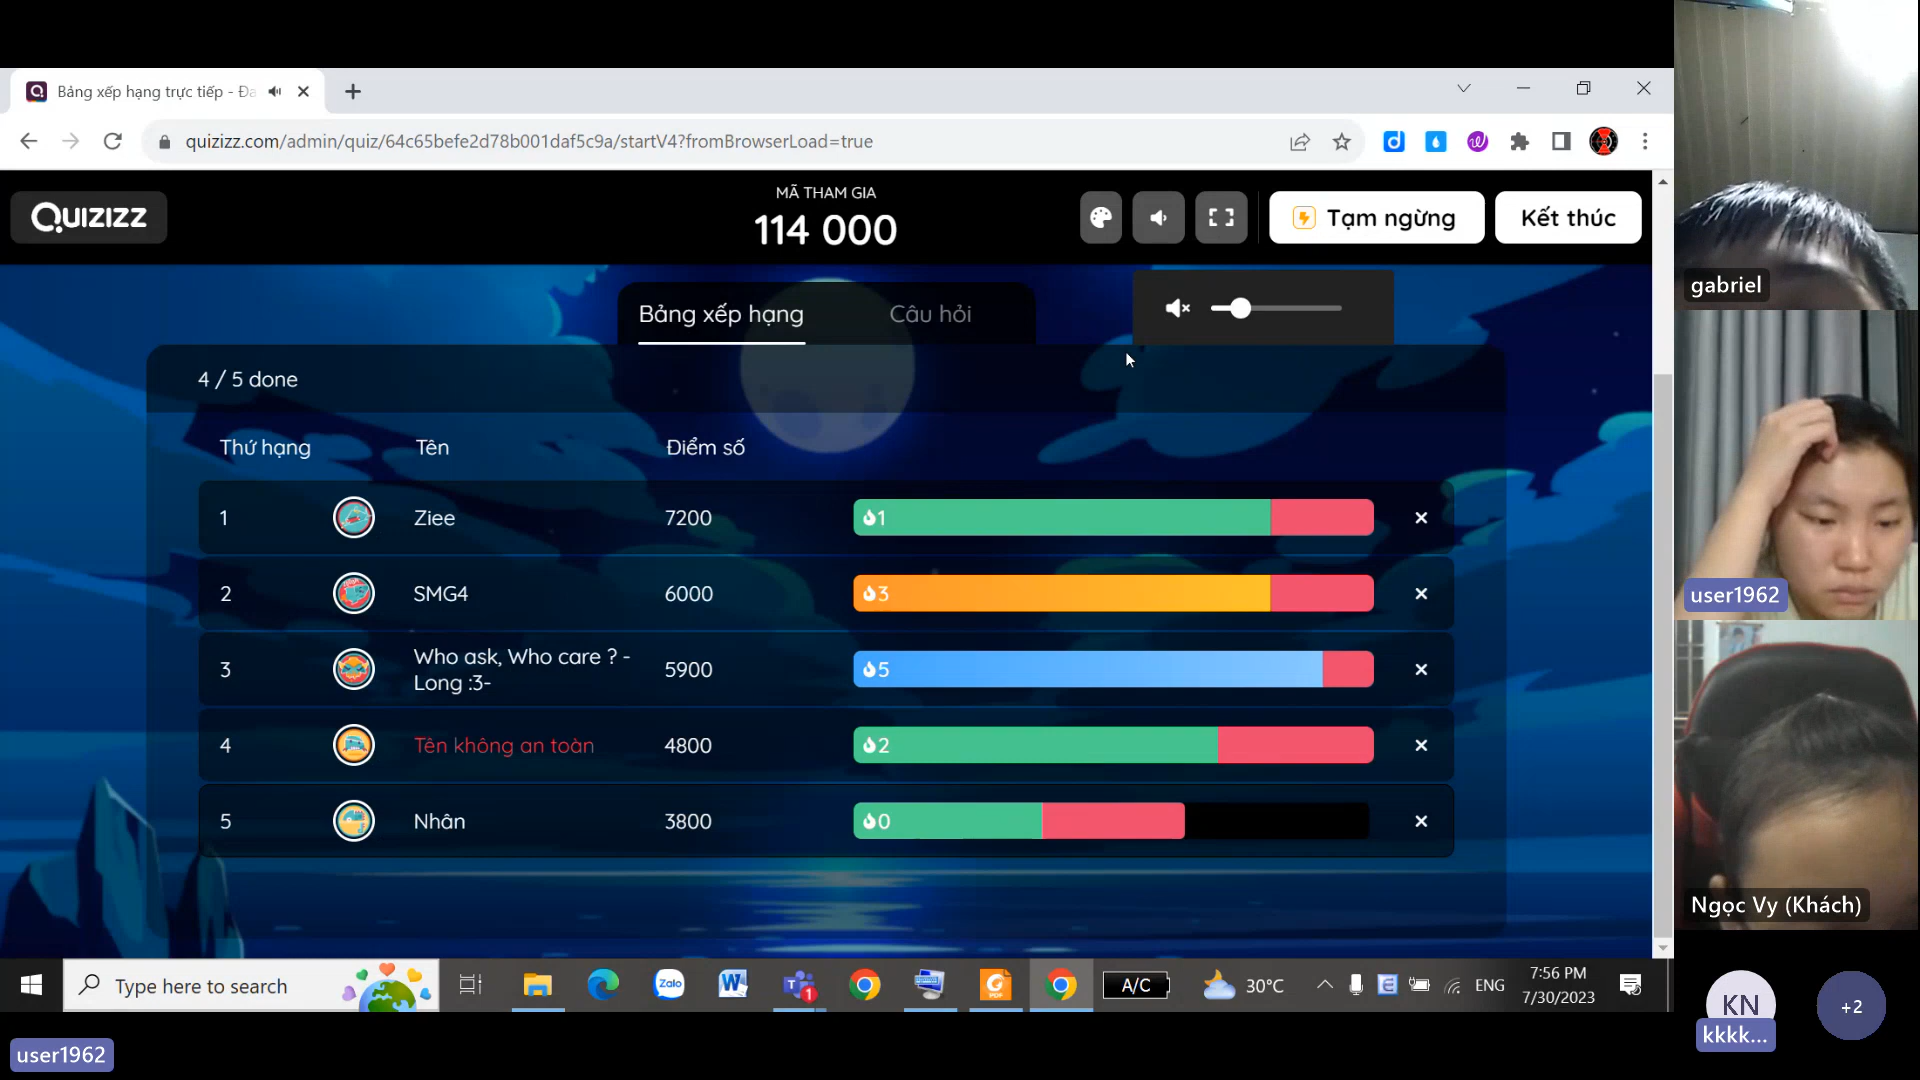 Bảng xếp hạng trực tiếp - Đa
quizizz.com/admin/quiz/64c65befe2d78b001daf5c9a/startV4?fromBrowserLoad=true
QUIZIZZ
MÃ THAM GIA
114 000
Tạm ngừng
Kết thúc
Bảng xếp hạng
Câu hỏi
4 / 5 done
Thứ hạng Tên Điểm số
1 Ziee 7200 1
2 SMG4 6000 3
3 Who ask, Who care ? -
Long :3- 5900 5
4 Tên không an toàn 4800 2
5 Nhân 3800 0
gabriel
user1962
Ngọc Vy (Khách)
Type here to search
Zalo
W
1
PDF
A/C
30°C
ENG
7:56 PM
7/30/2023
KN
kkkk...
+2
user1962